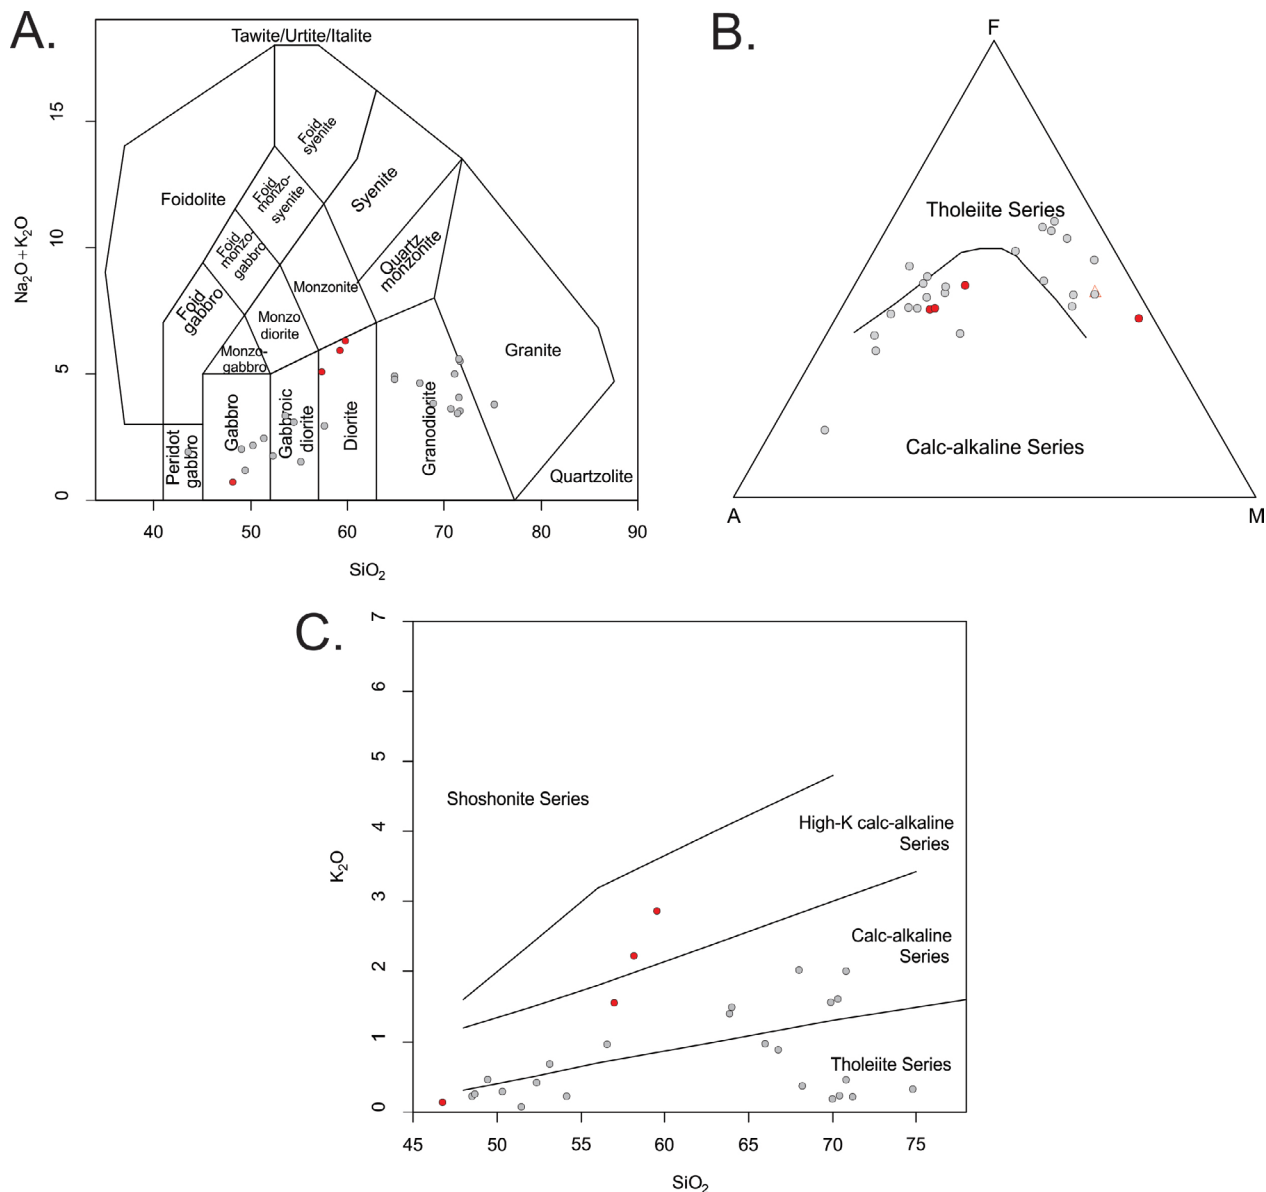 A.
Tawite/Urtite/Italite
Foid
syenite
Foidolite
Foid
monzo-
syenite
Syenite
Foid
monzo-
gabbro
Quartz
monzonite
Foid
gabbro
Monzonite
Monzo
diorite
Monzo-
gabbro
Granite
Peridot
gabbro
Gabbro
Gabbroic
diorite
Diorite
Granodiorite
Quartzolite
Na₂O+K₂O
15
10
5
0
40 50 60 70 80 90
SiO₂
B.
F
Tholeiite Series
Calc-alkaline Series
A M
C.
7
6
5
4
3
2
1
0
K₂O
Shoshonite Series
High-K calc-alkaline
Series
Calc-alkaline
Series
Tholeiite Series
45 50 55 60 65 70 75
SiO₂